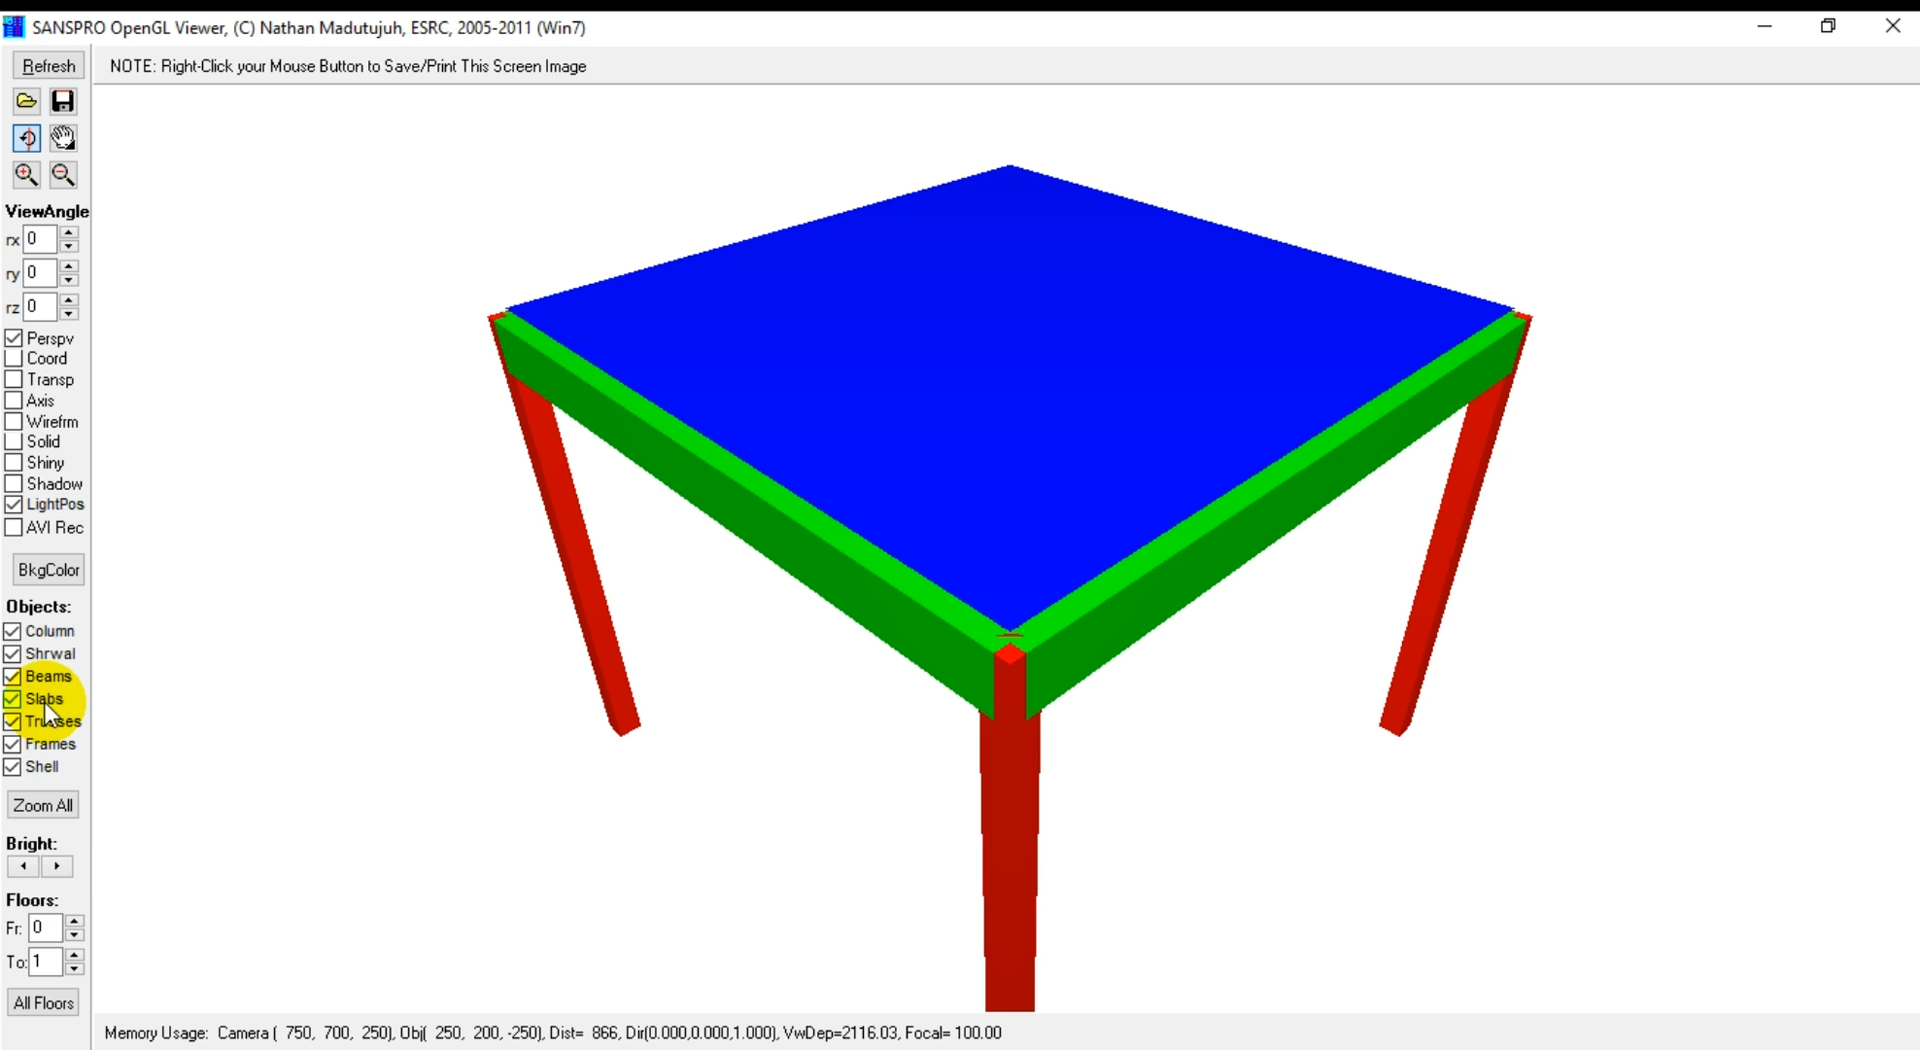 SANSPRO OpenGL Viewer, (C) Nathan Madutujuh, ESRC, 2005-2011 (Win7)
Refresh
NOTE: Right-Click your Mouse Button to Save/Print This Screen Image
ViewAngle
rx 0
ry 0
rz 0
Perspv
Coord
Transp
Axis
Wirefrm
Solid
Shiny
Shadow
LightPos
AVI Rec
BkgColor
Objects:
Column
Shrwal
Beams
Slabs
Trusses
Frames
Shell
Zoom All
Bright:
Floors:
Fr: 0
To: 1
All Floors
Memory Usage: Camera ( 750, 700, 250), Obj( 250, 200, -250), Dist= 866, Dir(0.000,0.000,1.000), VwDep=2116.03, Focal= 100.00